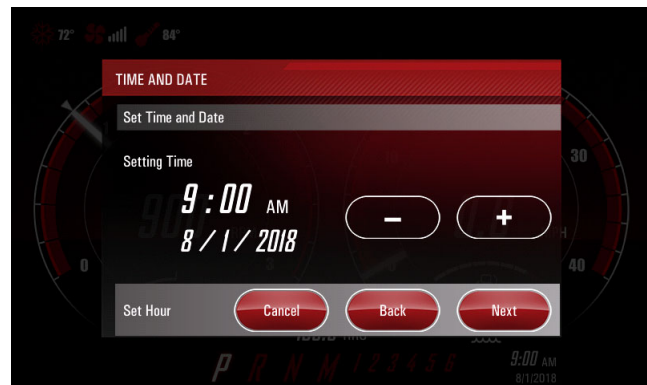 72° 84°
TIME AND DATE
Set Time and Date
Setting Time
30
9:00 AM
- +
8/1/2018
0
40
Set Hour Cancel Back Next
P R N M 1 2 3 4 5 6
9:00 AM
8/1/2018